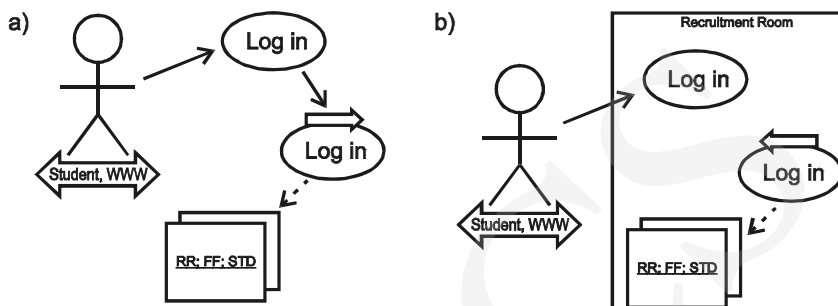 a)
Log in
Log in
Student, WWW
RR; FF; STD
b)
Recruitment Room
Log in
Log in
Student, WWW
RR; FF; STD